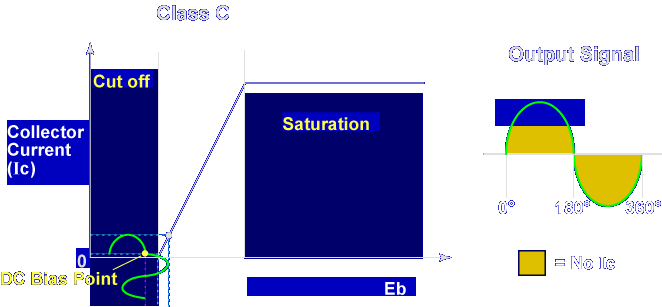 Class C
Cut off
Collector
Current
(Ic)
Saturation
0
DC Bias Point
Eb
Output Signal
0° 180° 360°
= No Ic